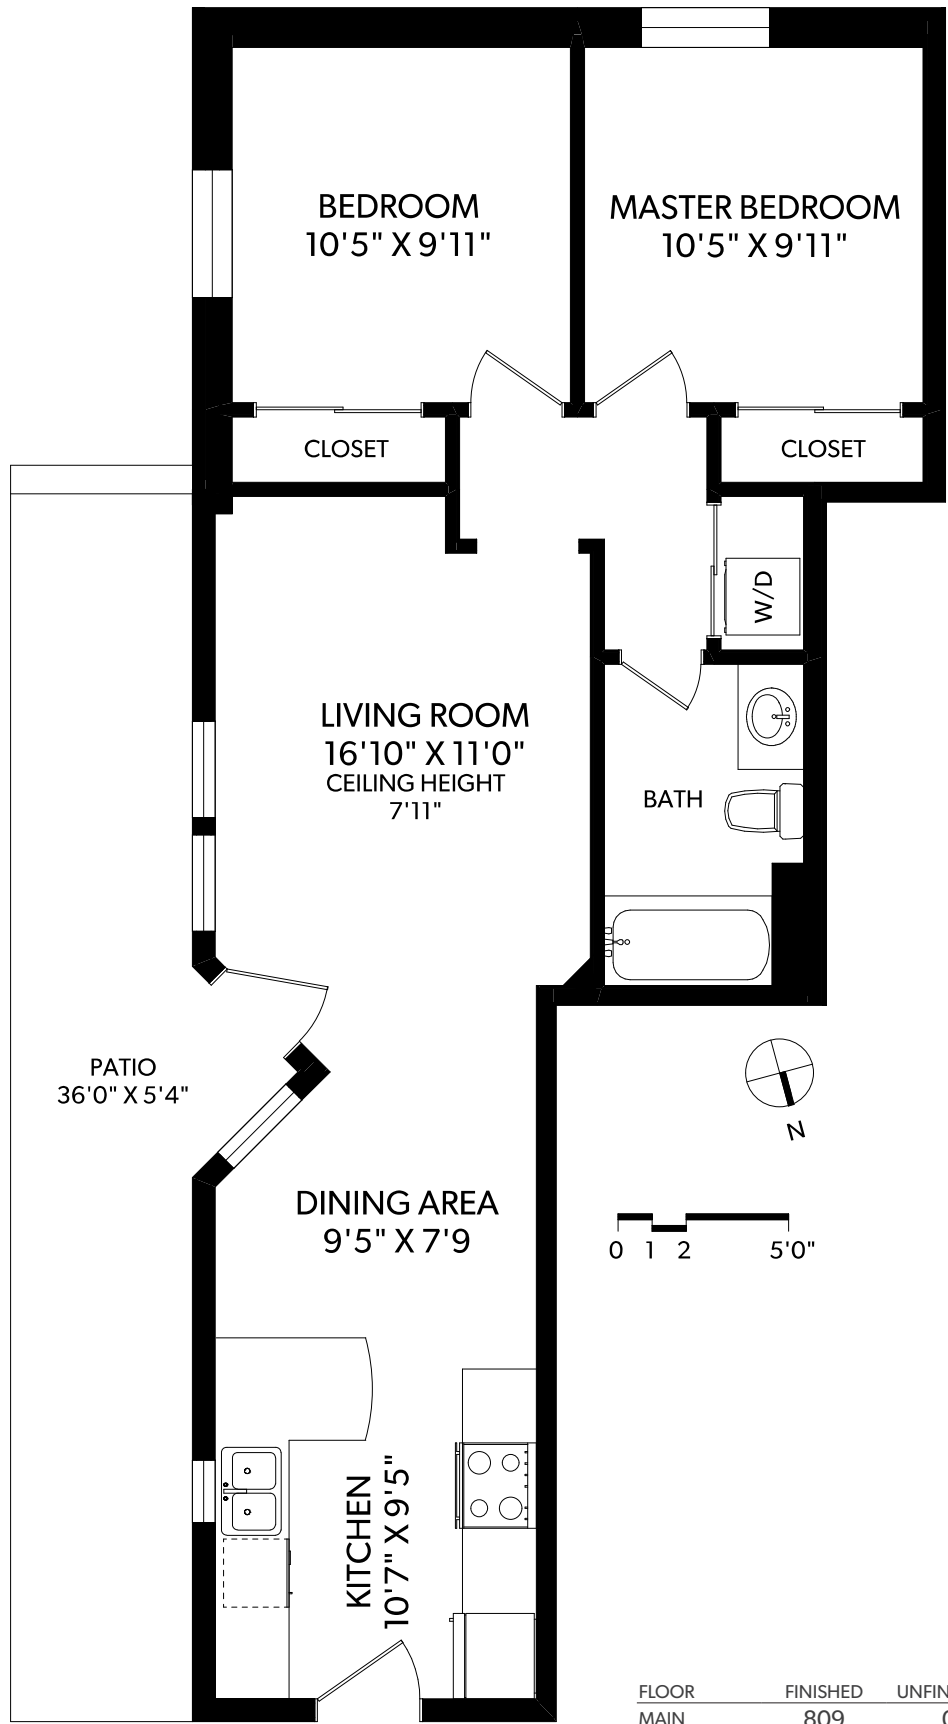 BEDROOM
10'5" X 9'11"
MASTER BEDROOM
10'5" X 9'11"
CLOSET
CLOSET
W/D
LIVING ROOM
16'10" X 11'0"
CEILING HEIGHT
7'11"
BATH
PATIO
36'0" X 5'4"
N
DINING AREA
9'5" X 7'9
0 1 2 5'0"
KITCHEN
10'7" X 9'5"
FLOOR FINISHED UNFIN
MAIN 809